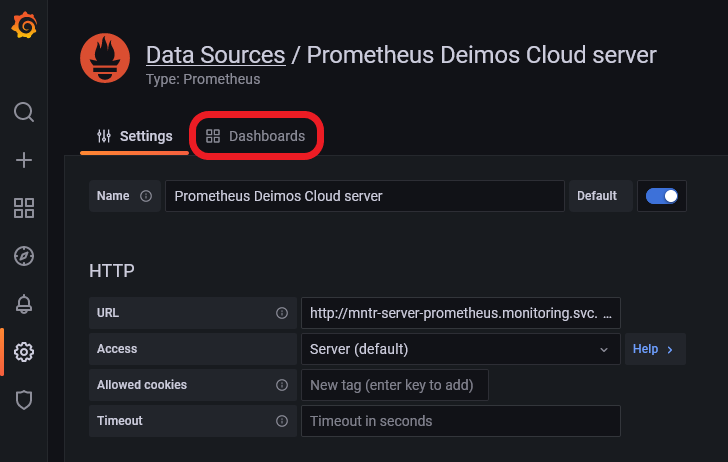 Data Sources / Prometheus Deimos Cloud server
Type: Prometheus
Settings Dashboards
Name Prometheus Deimos Cloud server Default
HTTP
URL http://mntr-server-prometheus.monitoring.svc. ...
Access Server (default) Help
Allowed cookies New tag (enter key to add)
Timeout Timeout in seconds